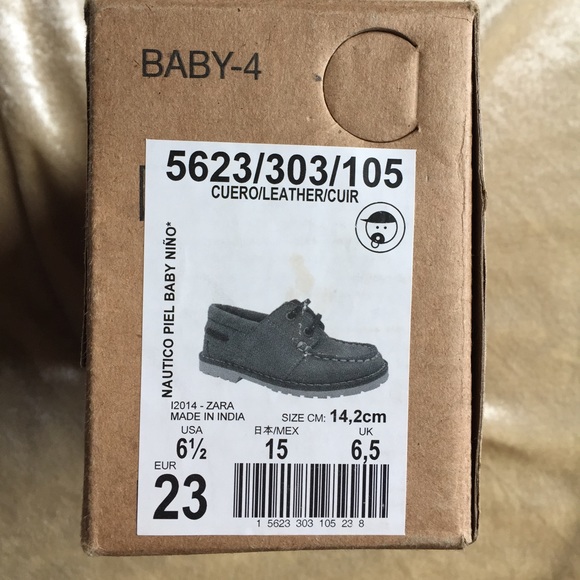 BABY-4
5623/303/105
CUERO/LEATHER/CUIR
NAUTICO PIEL BABY NIÑO*
I2014 - ZARA
MADE IN INDIA
SIZE CM: 14,2cm
USA 日本/MEX UK
6½ 15 6,5
EUR
23
1 5623 303 105 23 8